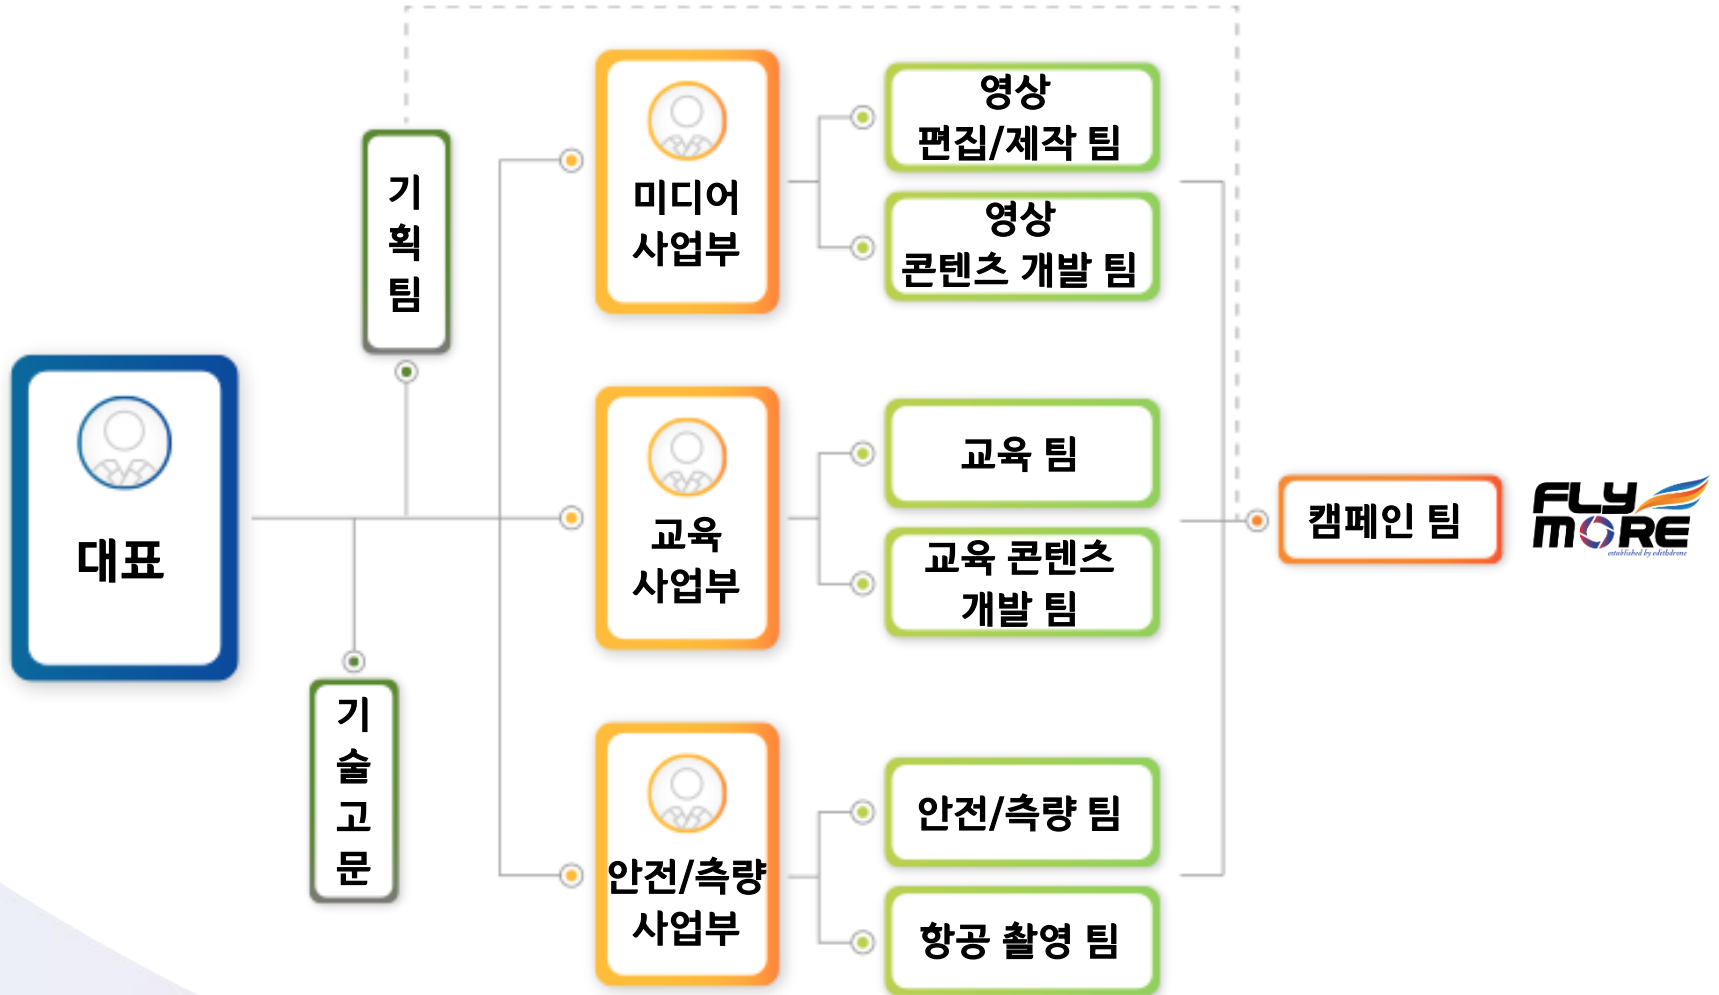 대표
기
획
팀
기
술
고
문
미디어
사업부
영상
편집/제작 팀
영상
콘텐츠 개발 팀
교육
사업부
교육 팀
교육 콘텐츠
개발 팀
안전/측량
사업부
안전/측량 팀
항공 촬영 팀
캠페인 팀
FLY
MORE
established by edithdrone